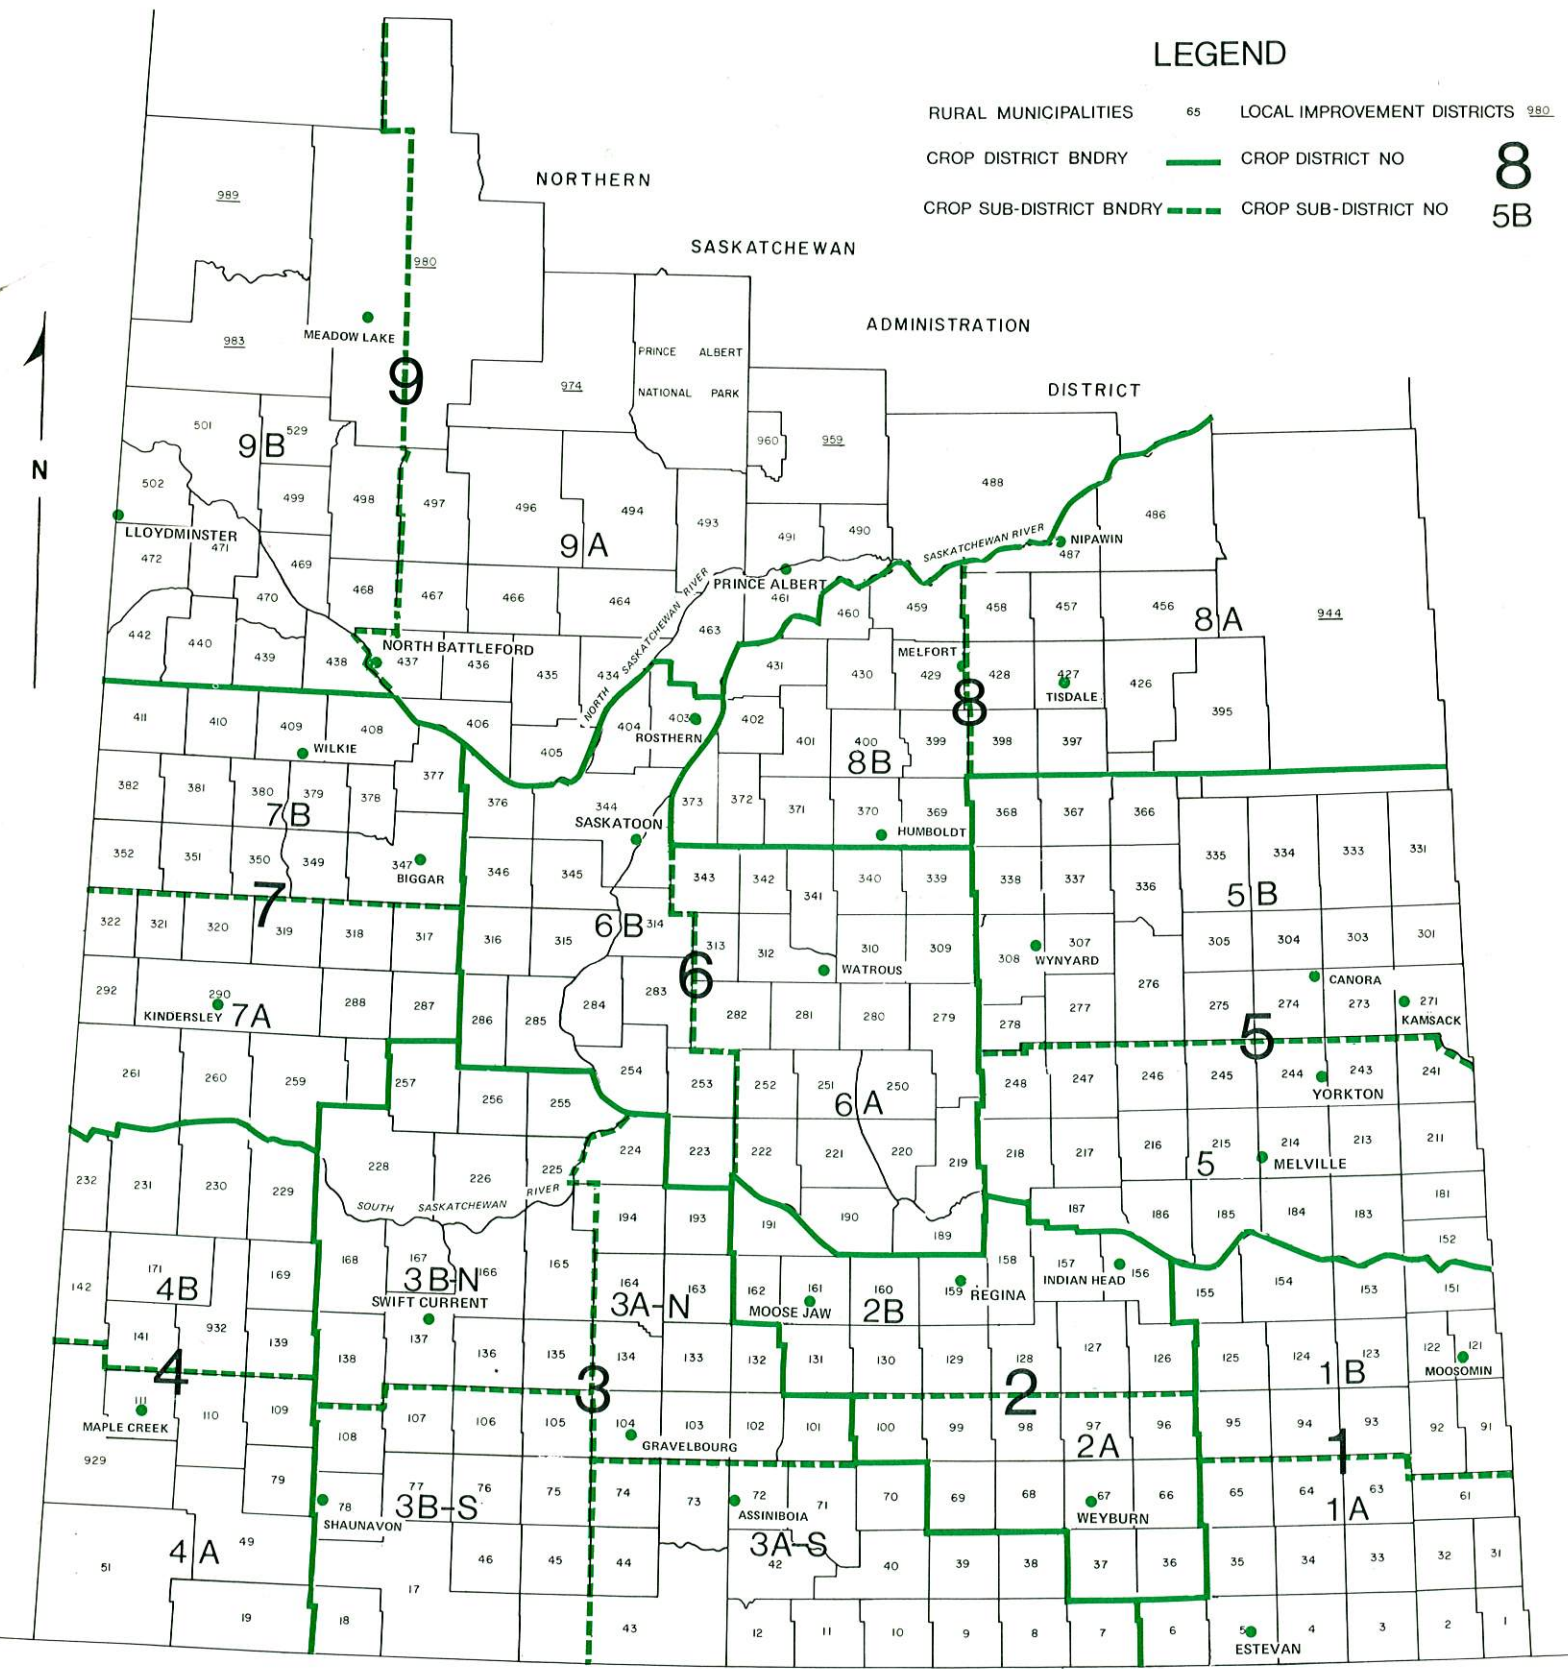 LEGEND
RURAL MUNICIPALITIES 65 LOCAL IMPROVEMENT DISTRICTS 980
CROP DISTRICT BNDRY CROP DISTRICT NO 8
CROP SUB-DISTRICT BNDRY CROP SUB-DISTRICT NO 5B
NORTHERN
989
SASKATCHEWAN
980
ADMINISTRATION
MEADOW LAKE
983
PRINCE ALBERT
9
974
NATIONAL PARK
DISTRICT
501 529
9B
960 959
502 499 498 497 496 494 493 488 486
LLOYDMINSTER
9A
491 490
SASKATCHEWAN RIVER
NIPAWIN
487
472 471 469
PRINCE ALBERT
470 468 467 466 464 461 460 459 458 457 456
8A
944
442 440 439 438 437 436 435 434 463
NORTH BATTLEFORD
NORTH SASKATCHEWAN RIVER
MELFORT
431 430 429 428 427 426
TISDALE
8
395
411 410 409 408 406 405 404 403 402 401 400 399 398 397
WILKIE
ROSTHERN
8B
382 381 380 379 378 377 376 344 373 372 371 370 369 368 367 366
7B
SASKATOON
HUMBOLDT
352 351 350 349 347 346 345 343 342 341 340 339 338 337 336 335 334 333 331
BIGGAR
5B
7
322 321 320 319 318 317 316 315 314 313 312 310 309 308 307 305 304 303 301
6B
WYNYARD
6
WATROUS
CANORA
292 290 288 287 286 285 284 283 282 281 280 279 278 277 276 275 274 273 271
KINDERSLEY 7A
KAMSACK
5
261 260 259 257 256 255 254 253 252 251 250 248 247 246 245 244 243 241
6A
YORKTON
232 231 230 229 228 226 225 224 223 222 221 220 219 218 217 216 215 214 213 211
5
MELVILLE
SOUTH SASKATCHEWAN RIVER
194 193 191 190 189 187 186 185 184 183 181
152
142 171 169 168 167 166 165 164 163 162 161 160 159 158 157 156 155 154 153 151
4B
3B-N
SWIFT CURRENT
3A-N
MOOSE JAW
2B
REGINA
INDIAN HEAD
141 932 139 138 137 136 135 134 133 132 131 130 129 128 127 126 125 124 123 122 121
4
3
2
1B
MOOSOMIN
111 110 109 108 107 106 105 104 103 102 101 100 99 98 97 96 95 94 93 92 91
MAPLE CREEK
GRAVELBOURG
2A
1
929 79 78 77 76 75 74 73 72 71 70 69 68 67 66 65 64 63 61
SHAUNAVON
3B-S
ASSINIBOIA
WEYBURN
1A
4A
3A-S
51 49 46 45 44 42 40 39 38 37 36 35 34 33 32 31
19 18 17 43 12 11 10 9 8 7 6 5 4 3 2 1
ESTEVAN
N